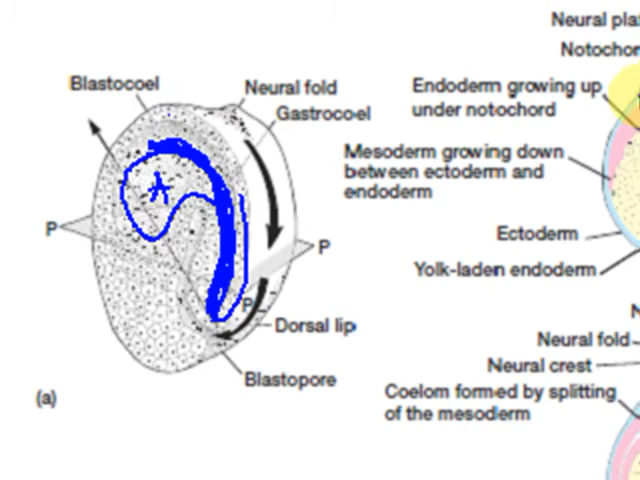 Blastocoel
Neural fold
Gastrocoel
A
P
P
P
Dorsal lip
Blastopore
(a)
Notochor
Endoderm growing up
under notochord
Mesoderm growing down
between ectoderm and
endoderm
Ectoderm
Yolk-laden endoderm
N
Neural fold
Neural crest
Coelom formed by splitting
of the mesoderm
Neural pla